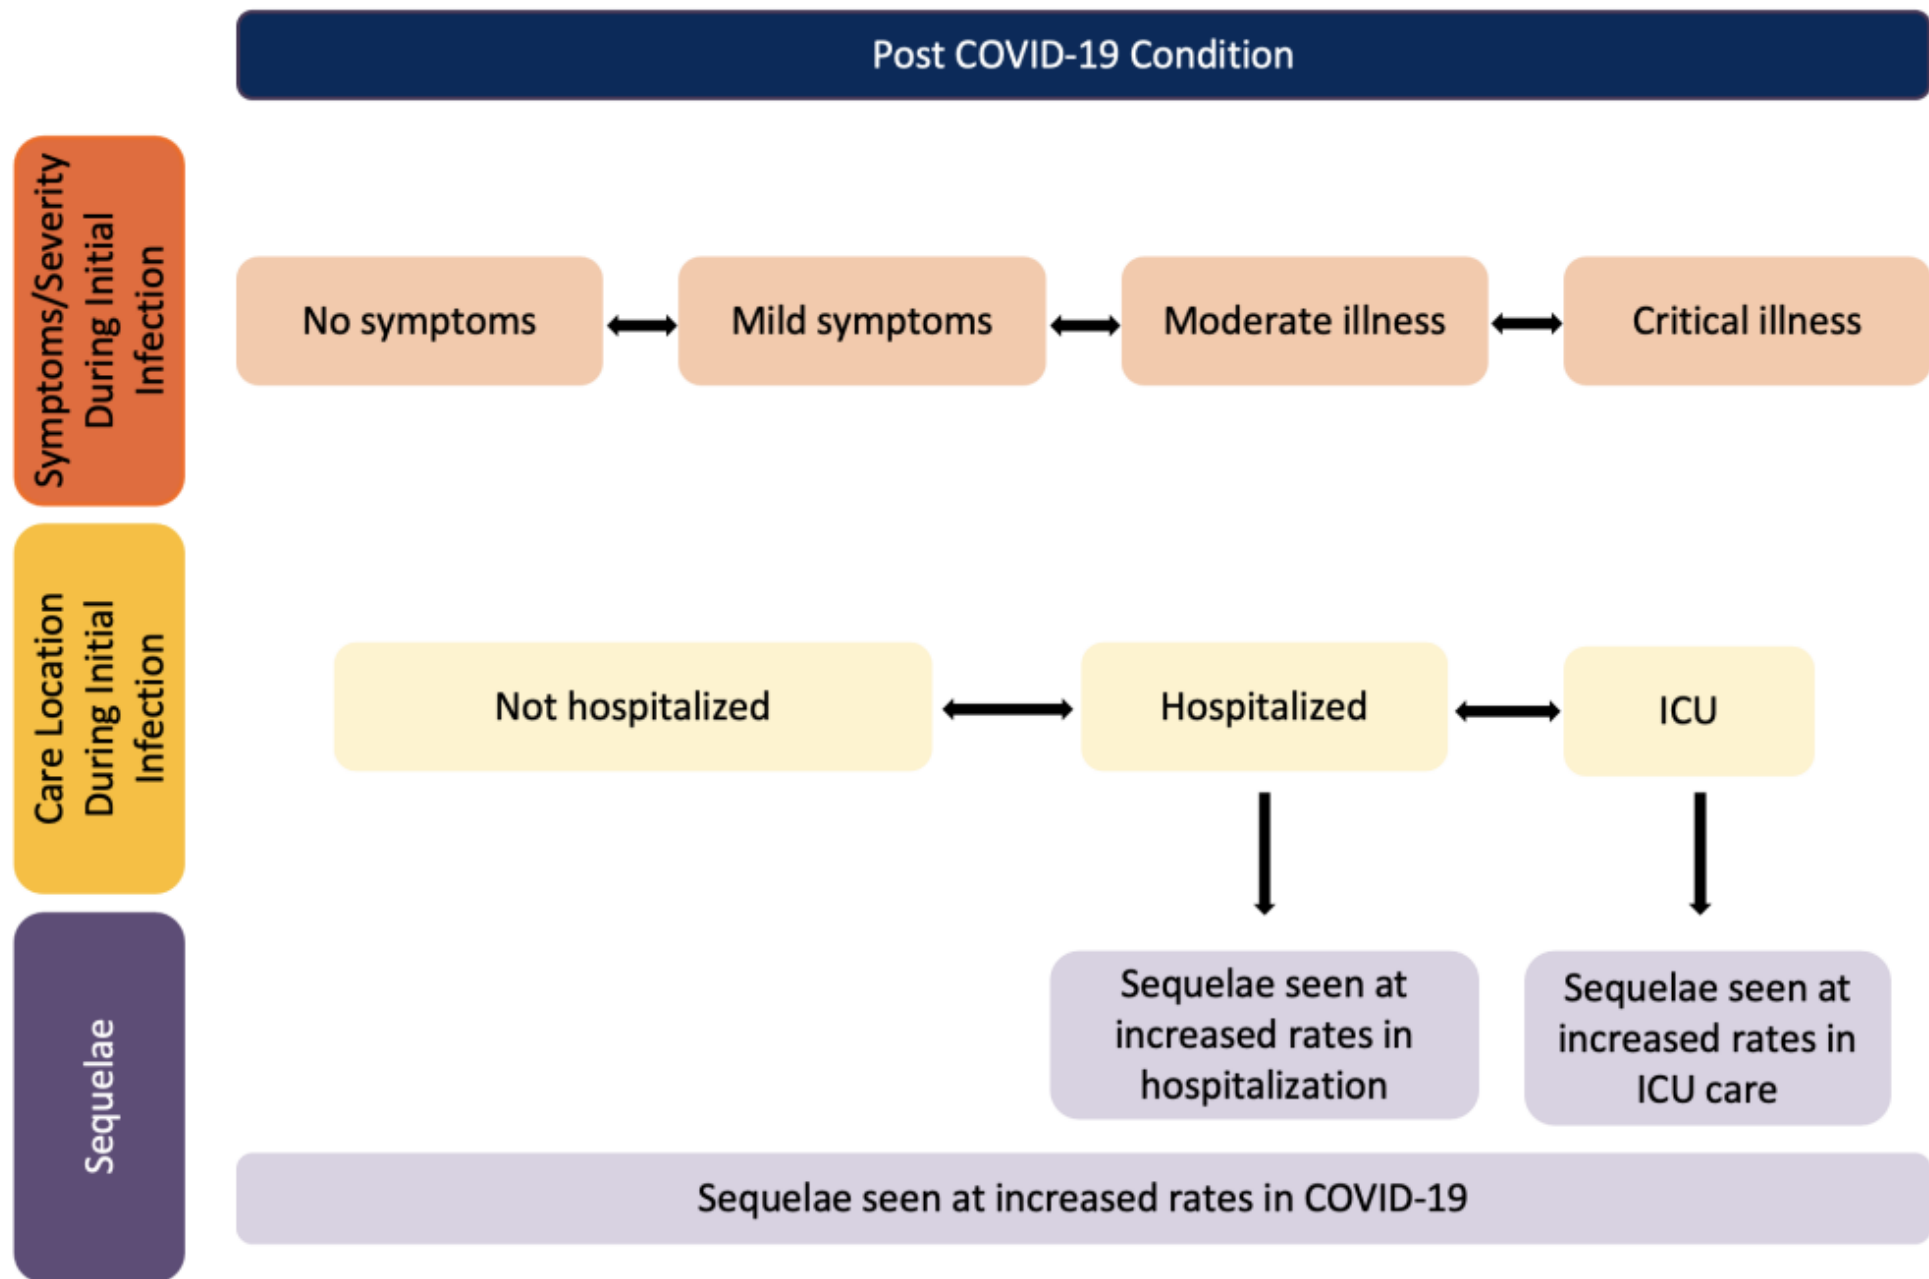 Post COVID-19 Condition
Symptoms/Severity
During Initial
Infection
No symptoms
Mild symptoms
Moderate illness
Critical illness
Care Location
During Initial
Infection
Not hospitalized
Hospitalized
ICU
Sequelae
Sequelae seen at
increased rates in
hospitalization
Sequelae seen at
increased rates in
ICU care
Sequelae seen at increased rates in COVID-19